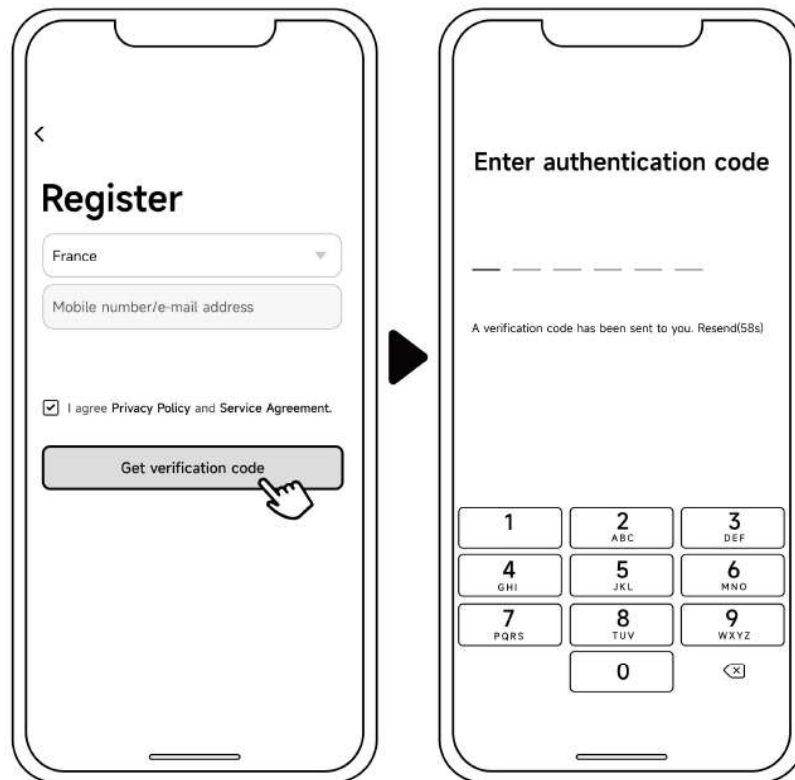 Register
France
Mobile number/e-mail address
I agree Privacy Policy and Service Agreement.
Get verification code
Enter authentication code
A verification code has been sent to you. Resend(58s)
1
2
ABC
3
DEF
4
GHI
5
JKL
6
MNO
7
PQRS
8
TUV
9
WXYZ
0